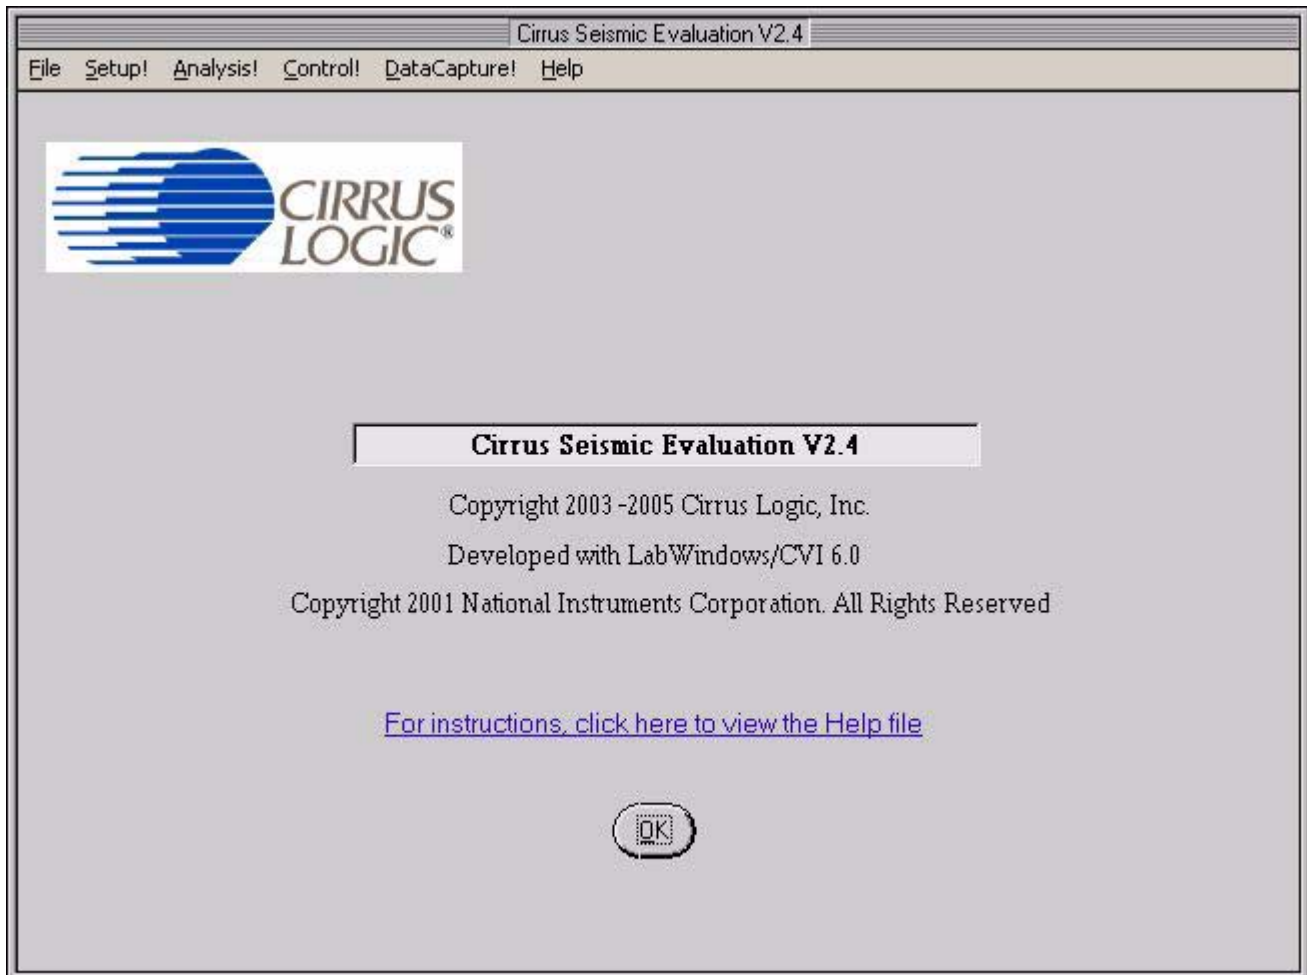 Cirrus Seismic Evaluation V2.4
File Setup! Analysis! Control! DataCapture! Help
CIRRUS
LOGIC®
Cirrus Seismic Evaluation V2.4
Copyright 2003 -2005 Cirrus Logic, Inc.
Developed with LabWindows/CVI 6.0
Copyright 2001 National Instruments Corporation. All Rights Reserved
For instructions, click here to view the Help file
OK